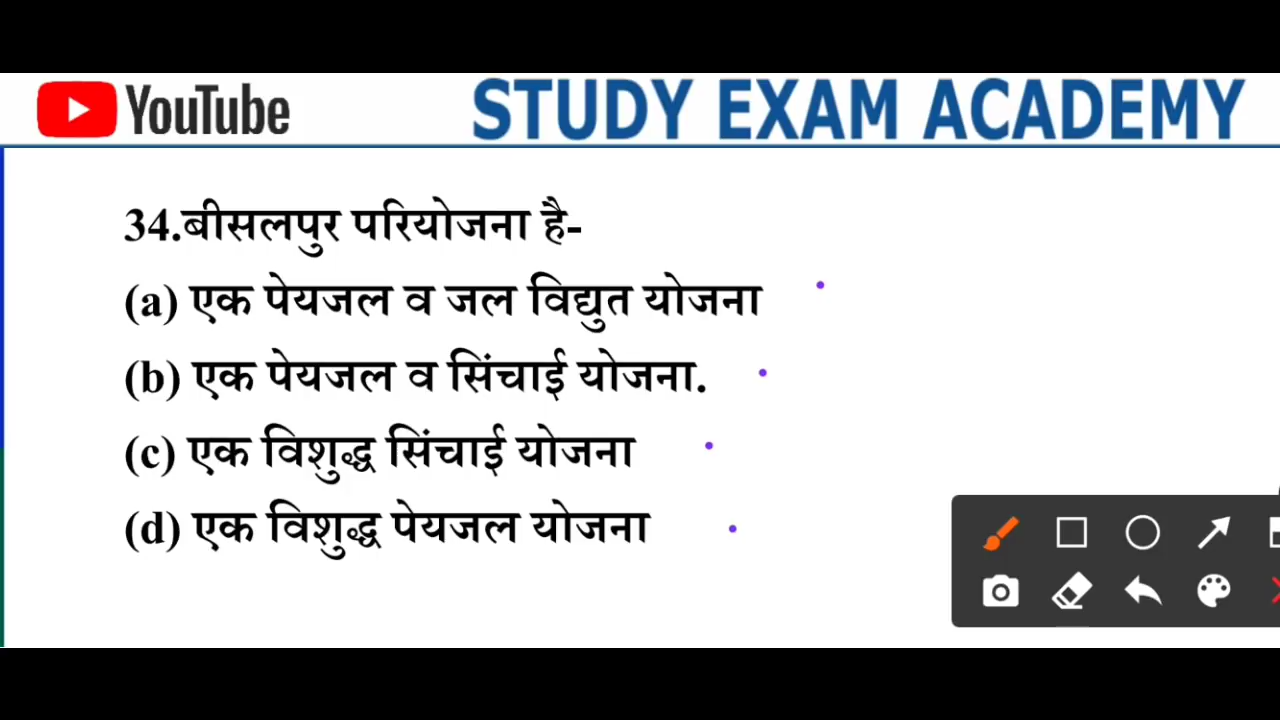 YouTube STUDY EXAM ACADEMY
34.बीसलपुर परियोजना है-
(a) एक पेयजल व जल विद्युत योजना
(b) एक पेयजल व सिंचाई योजना.
(c) एक विशुद्ध सिंचाई योजना
(d) एक विशुद्ध पेयजल योजना